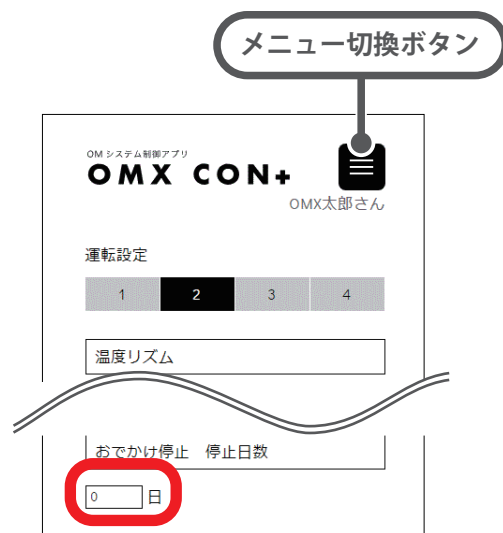 メニュー切換ボタン
OMシステム制御アプリ
OMX CON+
OMX太郎さん
運転設定
1 2 3 4
温度リズム
おでかけ停止 停止日数
0 日